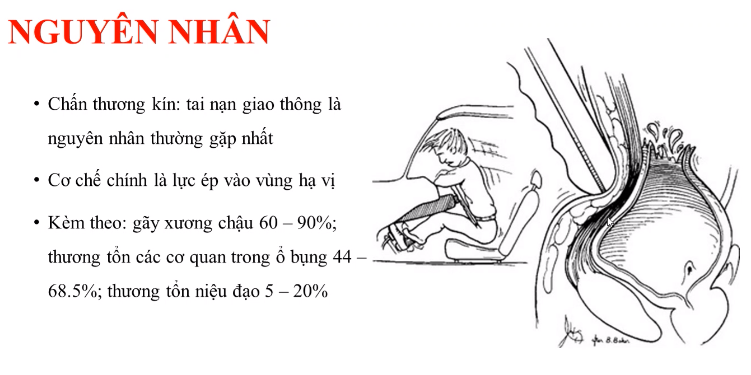 NGUYÊN NHÂN
• Chấn thương kín: tai nạn giao thông là
nguyên nhân thường gặp nhất
• Cơ chế chính là lực ép vào vùng hạ vị
• Kèm theo: gãy xương chậu 60 – 90%;
thương tổn các cơ quan trong ổ bụng 44 –
68.5%; thương tổn niệu đạo 5 – 20%